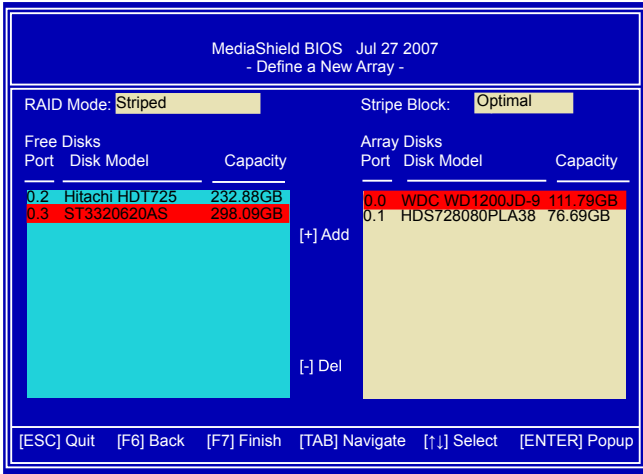 MediaShield BIOS Jul 27 2007
- Define a New Array -
RAID Mode: Striped Stripe Block: Optimal
Free Disks Array Disks
Port Disk Model Capacity Port Disk Model Capacity
0.2 Hitachi HDT725 232.88GB 0.0 WDC WD1200JD-9 111.79GB
0.3 ST3320620AS 298.09GB 0.1 HDS728080PLA38 76.69GB
[+] Add
[-] Del
[ESC] Quit [F6] Back [F7] Finish [TAB] Navigate [↑↓] Select [ENTER] Popup